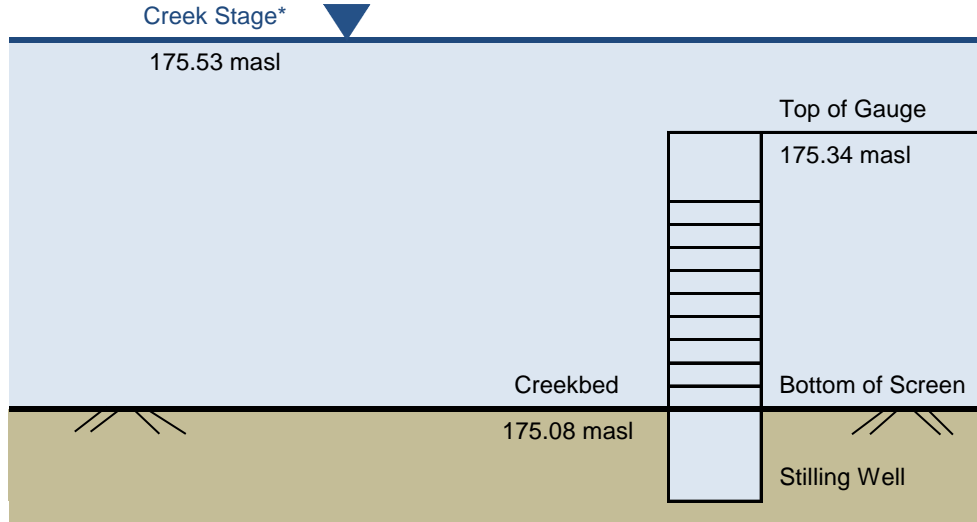 Creek Stage*
175.53 masl
Top of Gauge
175.34 masl
Creekbed
Bottom of Screen
175.08 masl
Stilling Well